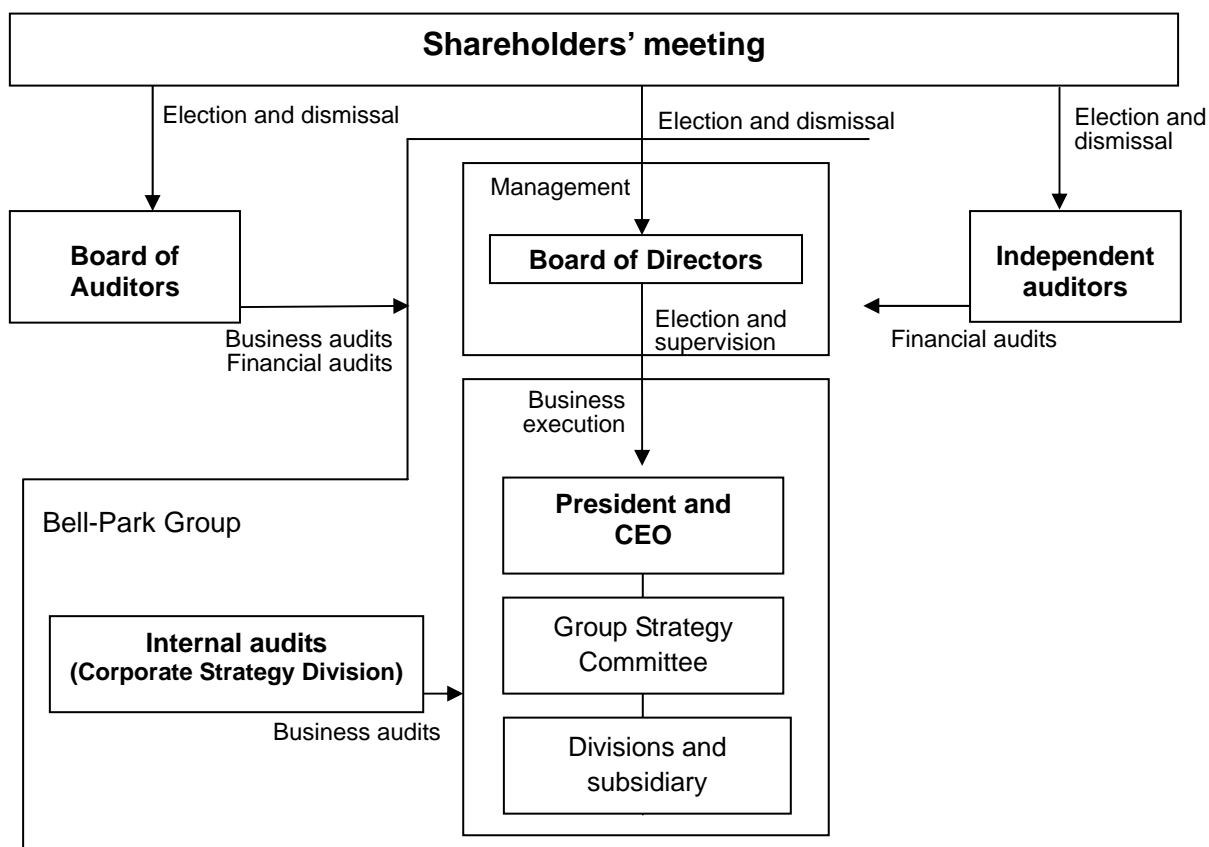 Shareholders’ meeting
Election and dismissal
Election and dismissal
Election and
dismissal
Management
Board of
Auditors
Board of Directors
Independent
auditors
Business audits
Financial audits
Election and
supervision
Financial audits
Business
execution
President and
CEO
Bell-Park Group
Group Strategy
Committee
Internal audits
(Corporate Strategy Division)
Business audits
Divisions and
subsidiary